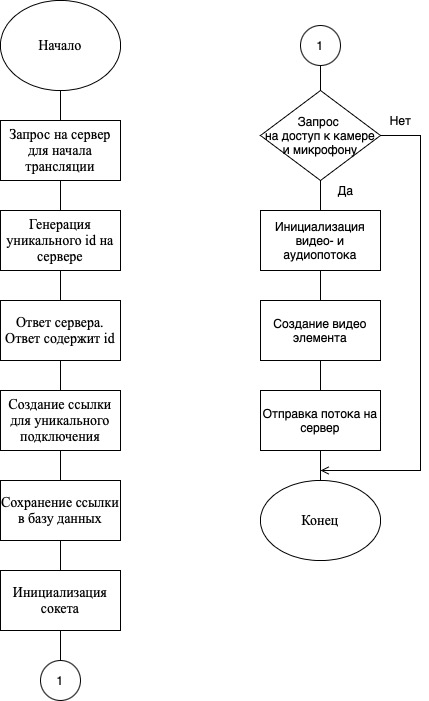 Начало
Запрос на сервер
для начала
трансляции
Генерация
уникального id на
сервере
Ответ сервера.
Ответ содержит id
Создание ссылки
для уникального
подключения
Сохранение ссылки
в базу данных
Инициализация
сокета
1
1
Запрос
на доступ к камере
и микрофону
Нет
Да
Инициализация
видео- и
аудиопотока
Создание видео
элемента
Отправка потока на
сервер
Конец